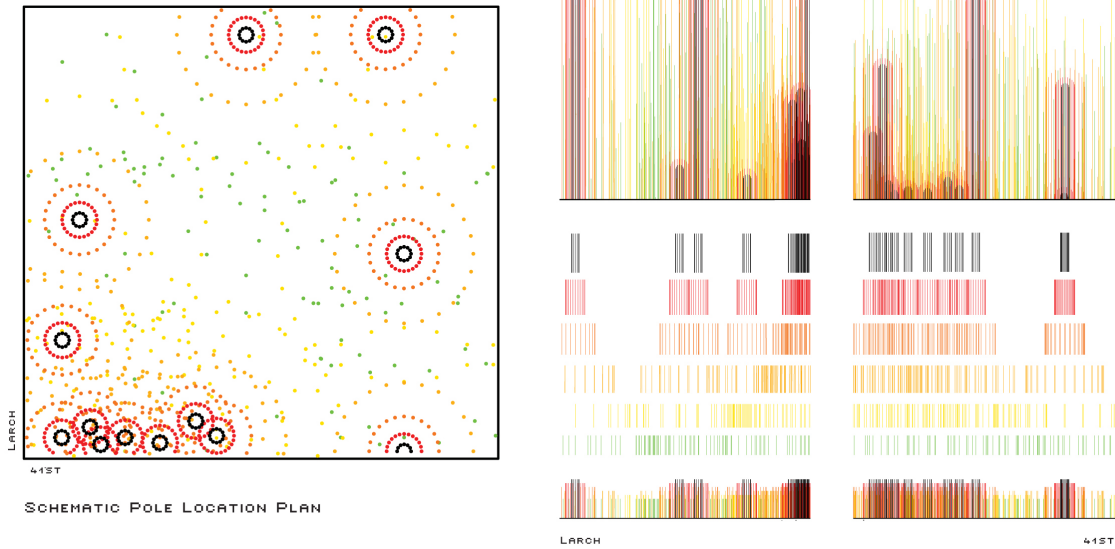 LARCH
41ST
SCHEMATIC POLE LOCATION PLAN
LARCH
41ST